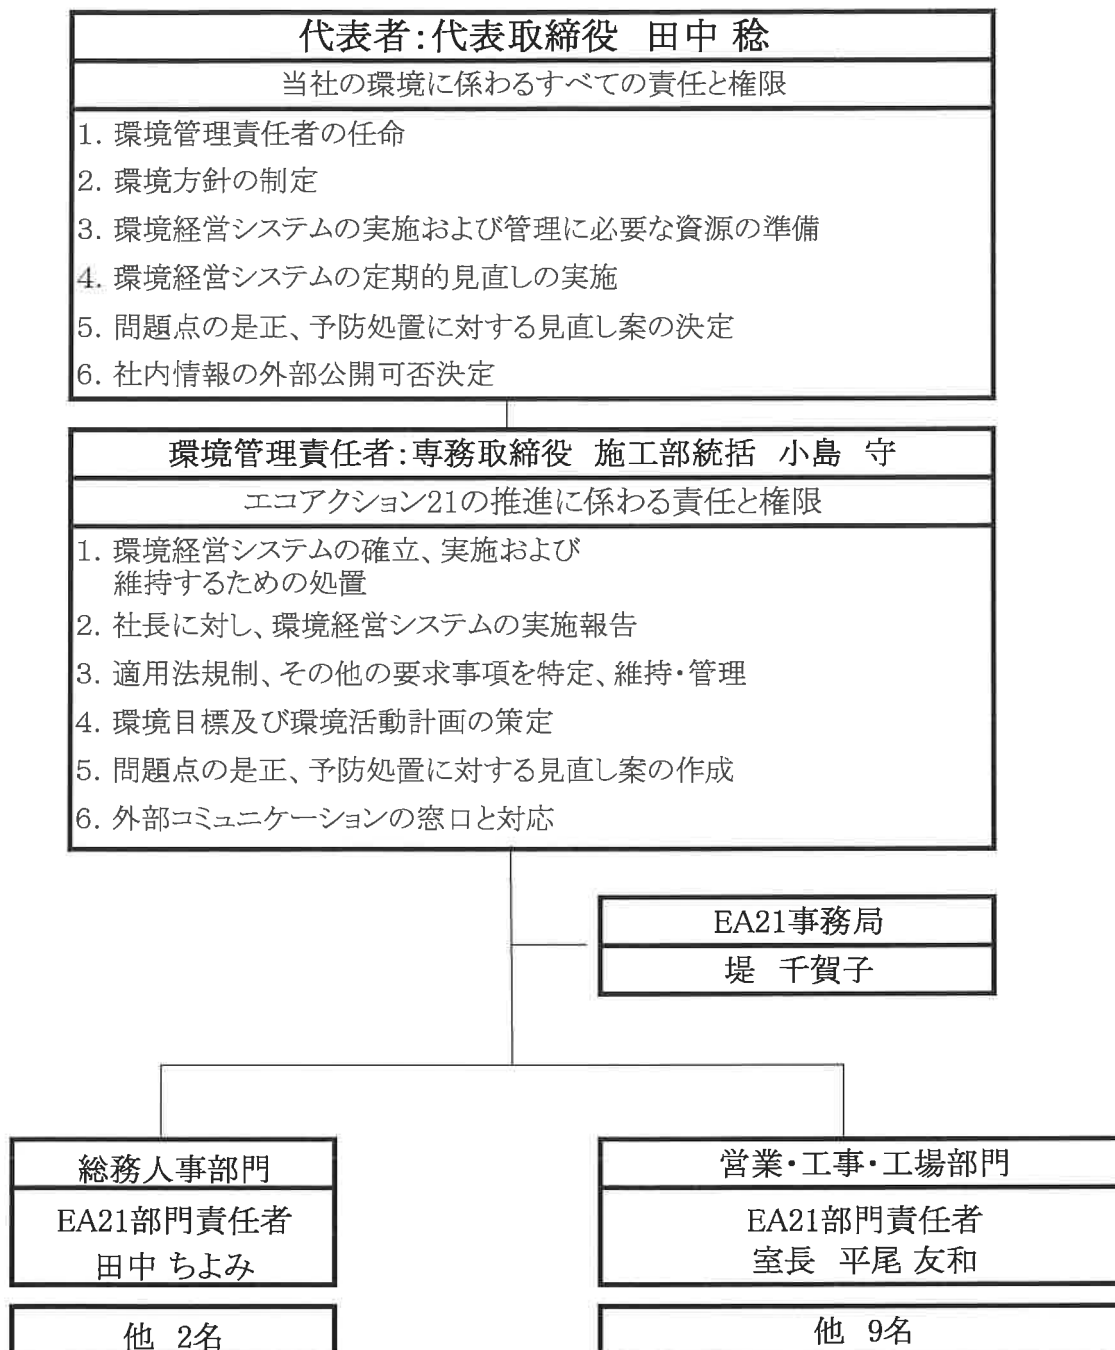 代表者：代表取締役 田中 稔
当社の環境に係わるすべての責任と権限
1. 環境管理責任者の任命
2. 環境方針の制定
3. 環境経営システムの実施および管理に必要な資源の準備
4. 環境経営システムの定期的見直しの実施
5. 問題点の是正、予防処置に対する見直し案の決定
6. 社内情報の外部公開可否決定
環境管理責任者：専務取締役 施工部統括 小島 守
エコアクション21の推進に係わる責任と権限
1. 環境経営システムの確立、実施および
維持するための処置
2. 社長に対し、環境経営システムの実施報告
3. 適用法規制、その他の要求事項を特定、維持・管理
4. 環境目標及び環境活動計画の策定
5. 問題点の是正、予防処置に対する見直し案の作成
6. 外部コミュニケーションの窓口と対応
EA21事務局
堤 千賀子
総務人事部門
EA21部門責任者
田中 ちよみ
他 2名
営業・工事・工場部門
EA21部門責任者
室長 平尾 友和
他 9名